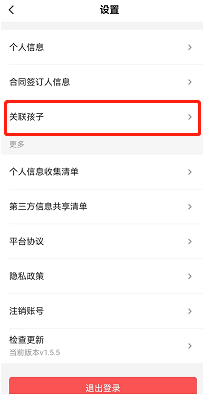 设置
个人信息
合同签订人信息
关联孩子
更多
个人信息收集清单
第三方信息共享清单
平台协议
隐私政策
注销账号
检查更新
当前版本v1.5.5
退出登录